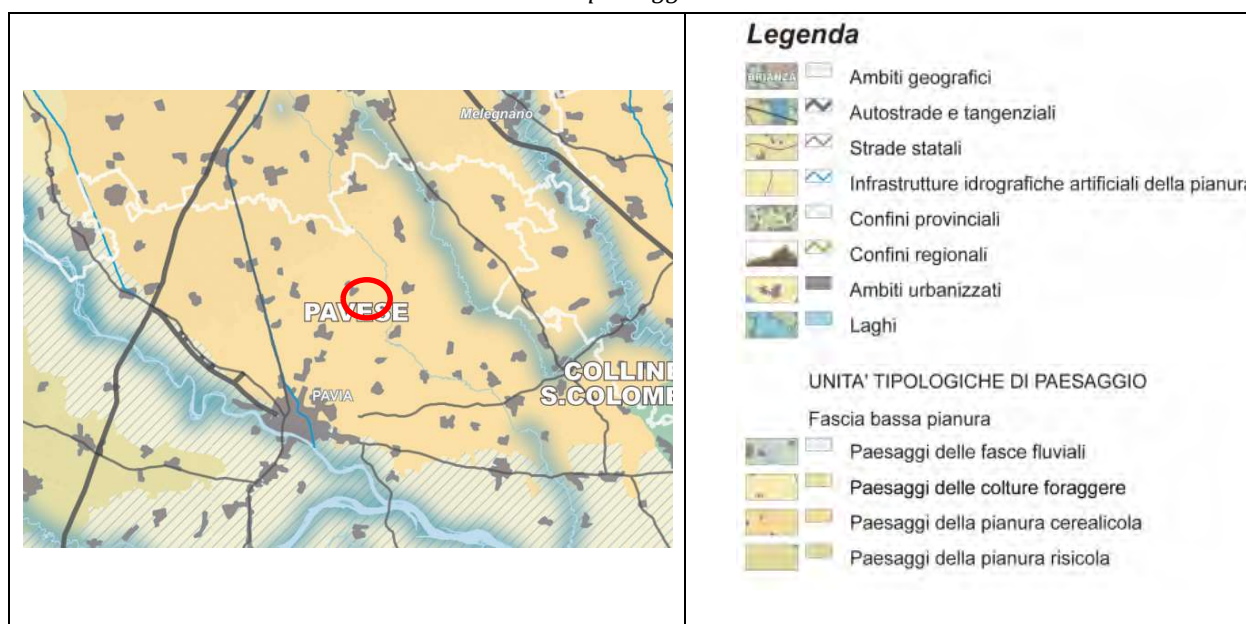 Melegnano
PAVESE
PAVIA
COLLINE
S.COLOM
Legenda
BRIANZA
Ambiti geografici
Autostrade e tangenziali
Strade statali
Infrastrutture idrografiche artificiali della pianura
Confini provinciali
Confini regionali
Ambiti urbanizzati
Laghi
UNITA' TIPOLOGICHE DI PAESAGGIO
Fascia bassa pianura
Paesaggi delle fasce fluviali
Paesaggi delle colture foraggere
Paesaggi della pianura cerealicola
Paesaggi della pianura risicola